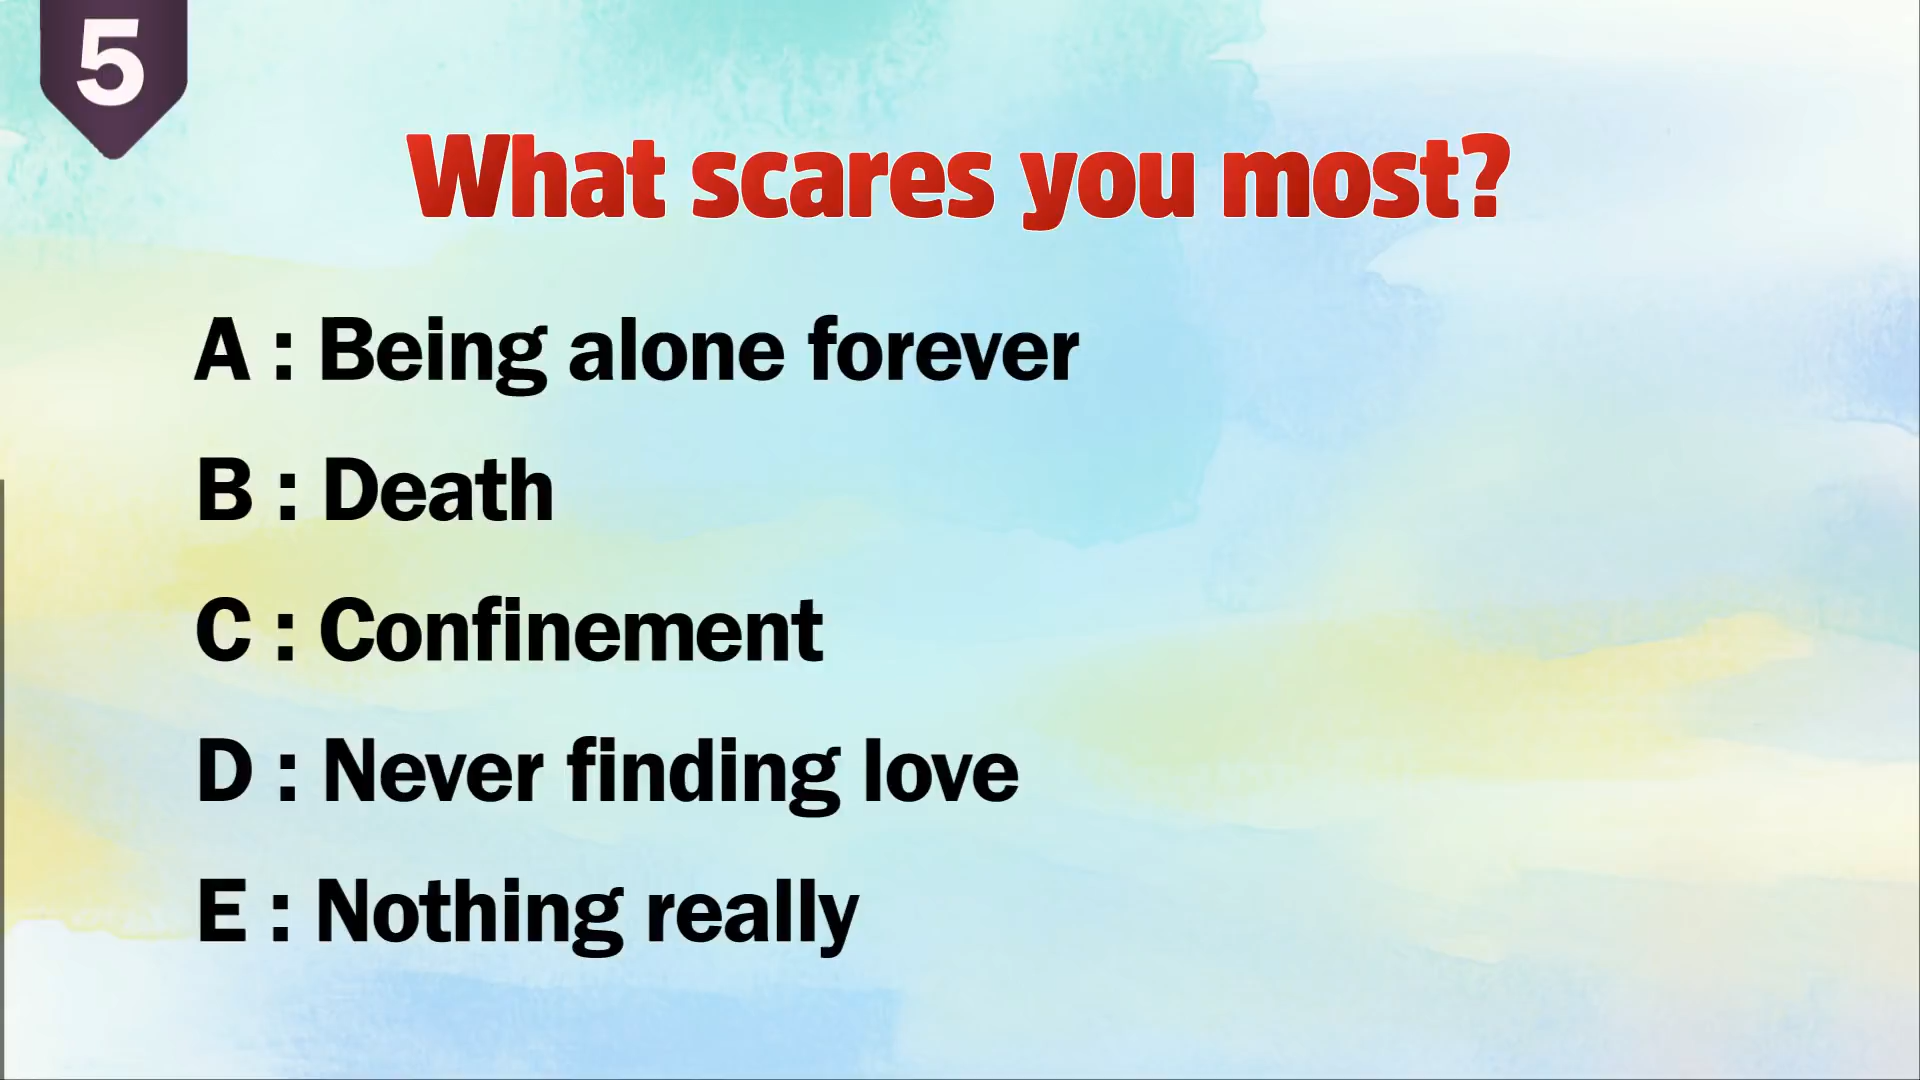 5
What scares you most?
A : Being alone forever
B : Death
C : Confinement
D : Never finding love
E : Nothing really